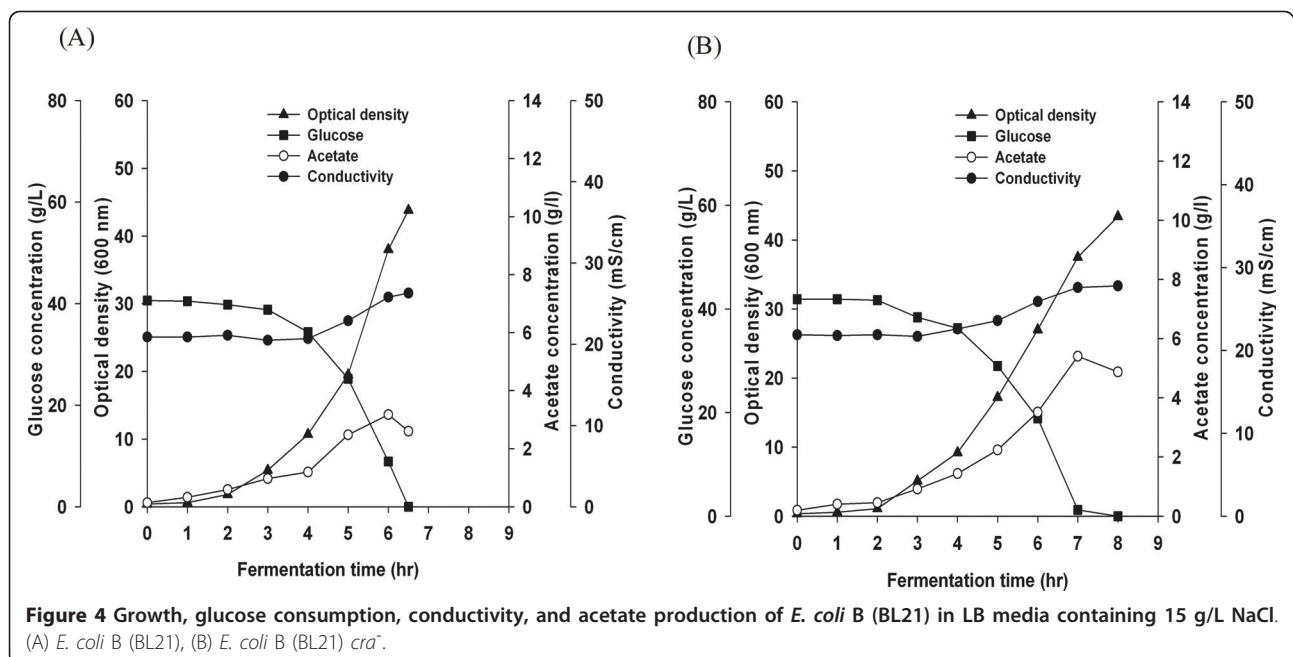 (A)
80
60
40
20
0
Glucose concentration (g/L)
60
50
40
30
20
10
0
Optical density (600 nm)
Optical density
Glucose
Acetate
Conductivity
14
12
10
8
6
4
2
0
Acetate concentration (g/l)
50
40
30
20
10
0
Conductivity (mS/cm)
0 1 2 3 4 5 6 7 8 9
Fermentation time (hr)
(B)
80
60
40
20
0
Glucose concentration (g/L)
60
50
40
30
20
10
0
Optical density (600 nm)
Optical density
Glucose
Acetate
Conductivity
14
12
10
8
6
4
2
0
Acetate concentration (g/l)
50
40
30
20
10
0
Conductivity (mS/cm)
0 1 2 3 4 5 6 7 8 9
Fermentation time (hr)
Figure 4 Growth, glucose consumption, conductivity, and acetate production of E. coli B (BL21) in LB media containing 15 g/L NaCl.
(A) E. coli B (BL21), (B) E. coli B (BL21) cra⁻.